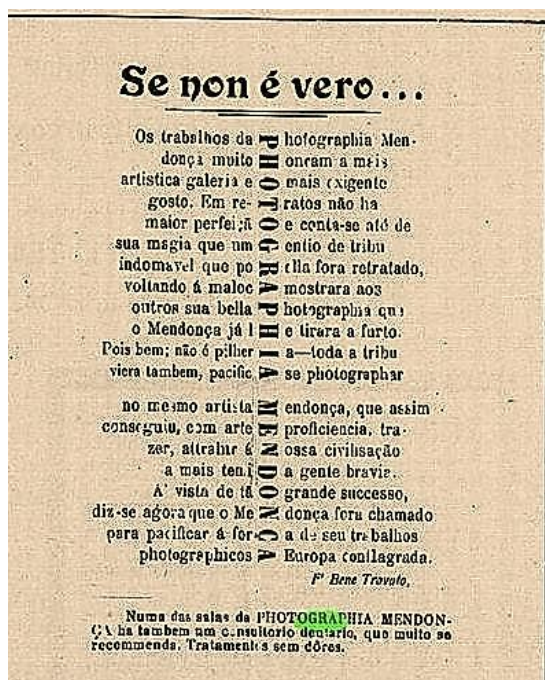 Se non é vero...
Os trabalhos da P hotographia Men-
donça muito H onram a mais
artistica galeria e O mais exigente
gosto. Em re- T ratos não ha
maior perfeiçã O e conta-se até de
sua magia que um G entio de tribu
indomavel que po R ella fora retratado,
voltando á maloc A mostrara aos
outros sua bella P hotographia que
o Mendonça já l H e tirara a furto.
Pois bem; não é pilher I a—toda a tribu
viera tambem, pacific A se photographar
no mesmo artista M endonça, que assim
conseguiu, com arte E proficiencia, tra-
zer, attrahir á N ossa civilisação
a mais temi D a gente bravia.
A' vista de tã O grande successo,
diz-se agora que o Me N donça fora chamado
para pacificar á for Ç a de seu trabalhos
photographicos A Europa conflagrada.
F' Bene Trovato,
Numa das salas da PHOTOGRAPHIA MENDON-
ÇA ha tambem um consultorio dentario, que muito se
recommenda. Tratamentos sem dôres.